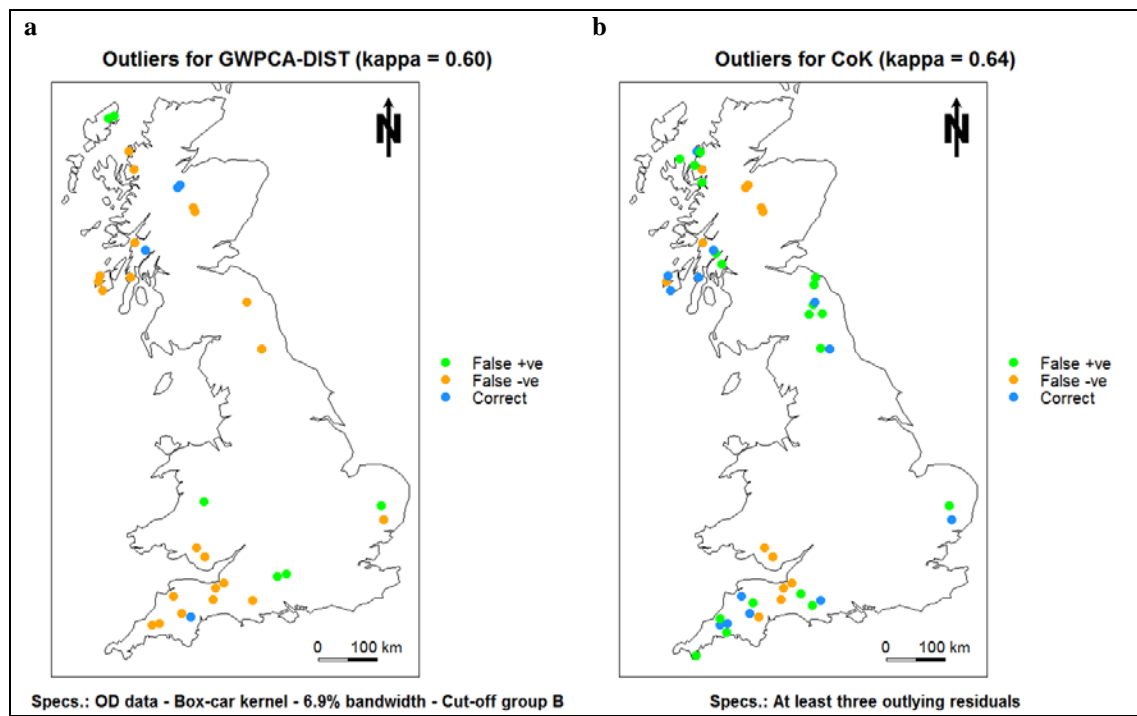 a
Outliers for GWPCA-DIST (kappa = 0.60)
N
False +ve
False -ve
Correct
0 100 km
Specs.: OD data - Box-car kernel - 6.9% bandwidth - Cut-off group B
b
Outliers for CoK (kappa = 0.64)
N
False +ve
False -ve
Correct
0 100 km
Specs.: At least three outlying residuals